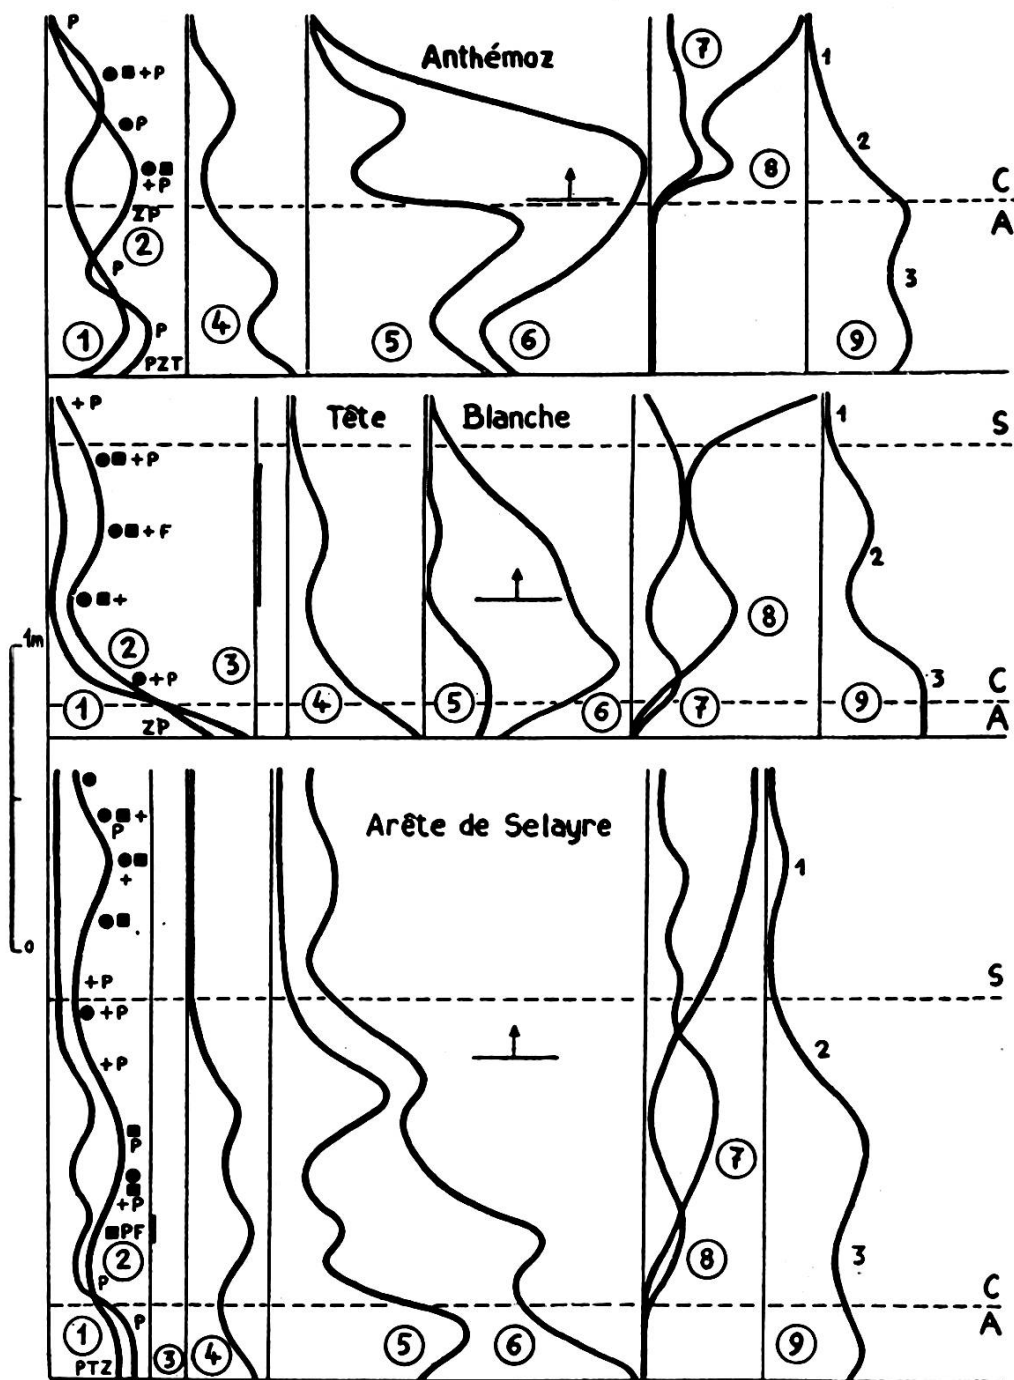 Anthémoz
P
+P
P
+P
ZP
P
P
PZT
1
2
4
5
6
7
8
9
1
2
3
C
A
Tête Blanche
+P
+P
+F
+
+P
ZP
1
2
3
4
5
6
7
8
9
1
2
3
S
C
A
1m
0
Arête de Selayre
+
P
+
+P
+P
+P
P
+P
PF
P
P
PTZ
1
2
3
4
5
6
7
8
9
1
2
3
S
C
A